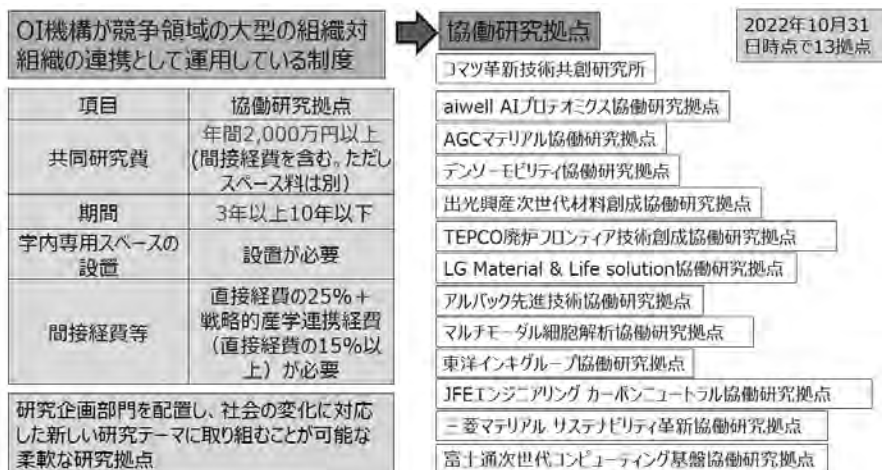 OI機構が競争領域の大型の組織対
組織の連携として運用している制度
項目
協働研究拠点
共同研究費
年間2,000万円以上
(間接経費を含む。ただし
スペース料は別)
期間
3年以上10年以下
学内専用スペースの
設置
設置が必要
間接経費等
直接経費の25%＋
戦略的産学連携経費
（直接経費の15%以
上）が必要
研究企画部門を配置し、社会の変化に対応
した新しい研究テーマに取り組むことが可能な
柔軟な研究拠点
協働研究拠点
2022年10月31
日時点で13拠点
コマツ革新技術共創研究所
aiwell AIプロテオミクス協働研究拠点
AGCマテリアル協働研究拠点
デンソーモビリティ協働研究拠点
出光興産次世代材料創成協働研究拠点
TEPCO廃炉フロンティア技術創成協働研究拠点
LG Material & Life solution協働研究拠点
アルバック先進技術協働研究拠点
マルチモーダル細胞解析協働研究拠点
東洋インキグループ協働研究拠点
JFEエンジニアリング カーボンニュートラル協働研究拠点
三菱マテリアル サステナビリティ革新協働研究拠点
富士通次世代コンピューティング基盤協働研究拠点